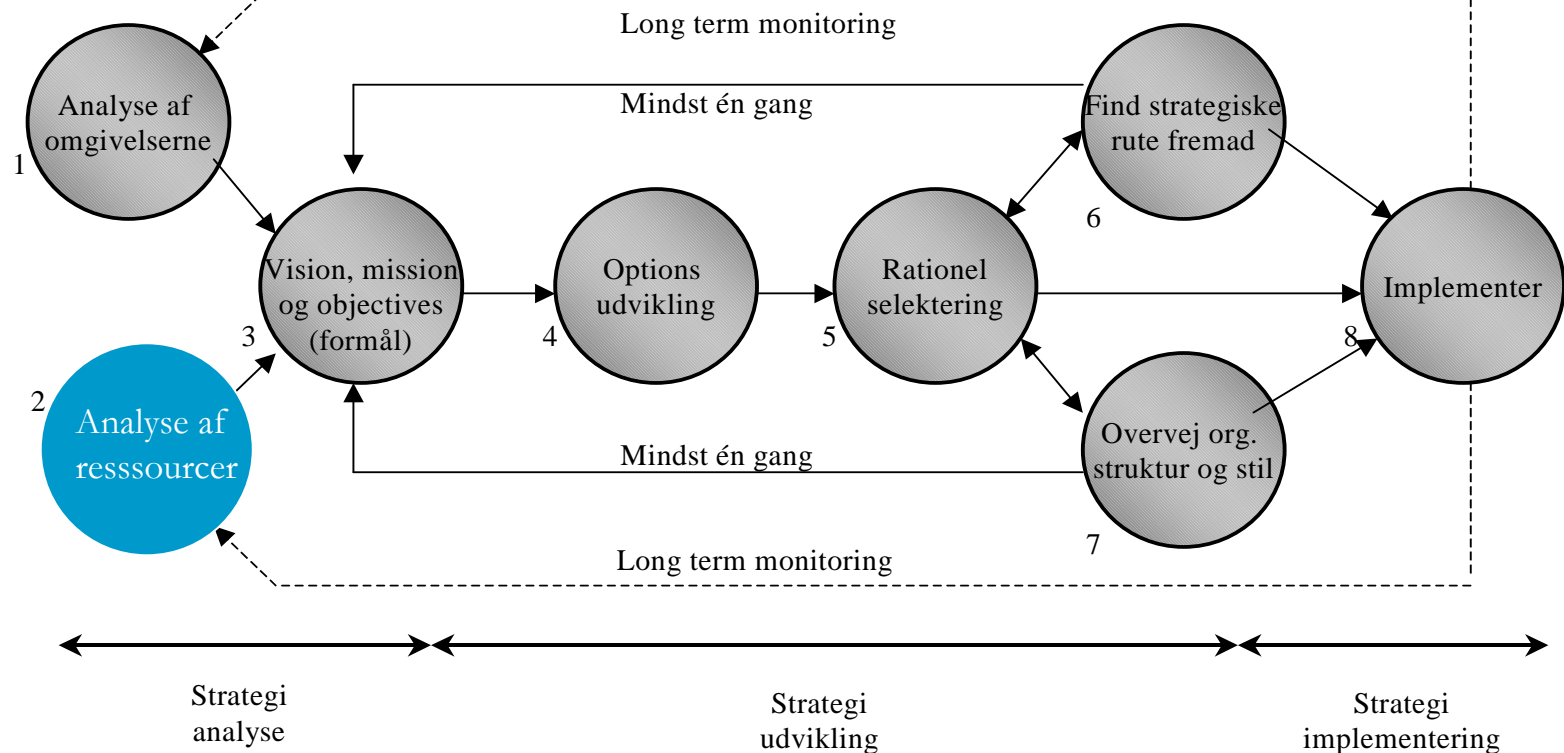 Long term monitoring
Mindst én gang
Analyse af
omgivelserne
1
Find strategiske
rute fremad
6
Vision, mission
og objectives
(formål)
3
Options
udvikling
4
Rationel
selektering
5
Implementer
8
2
Analyse af
resssourcer
Mindst én gang
Overvej org.
struktur og stil
7
Long term monitoring
Strategi
analyse
Strategi
udvikling
Strategi
implementering